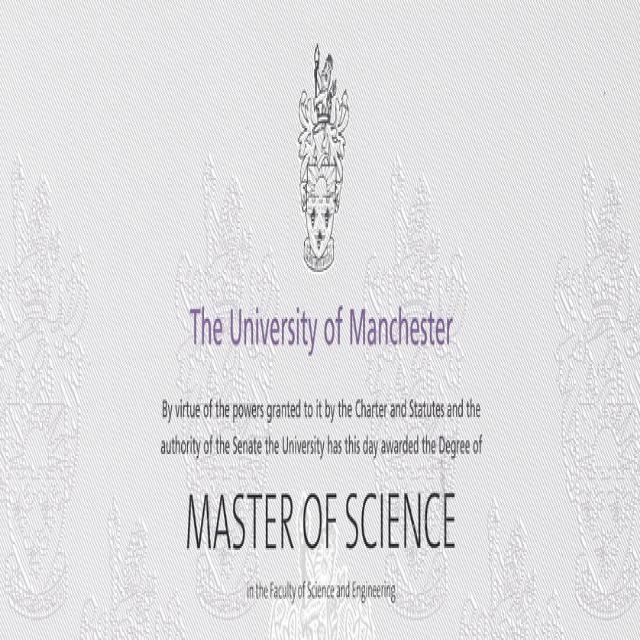 The University of Manchester
By virtue of the powers granted to it by the Charter and Statutes and the
authority of the Senate the University has this day awarded the Degree of
MASTER OF SCIENCE
in the Faculty of Science and Engineering